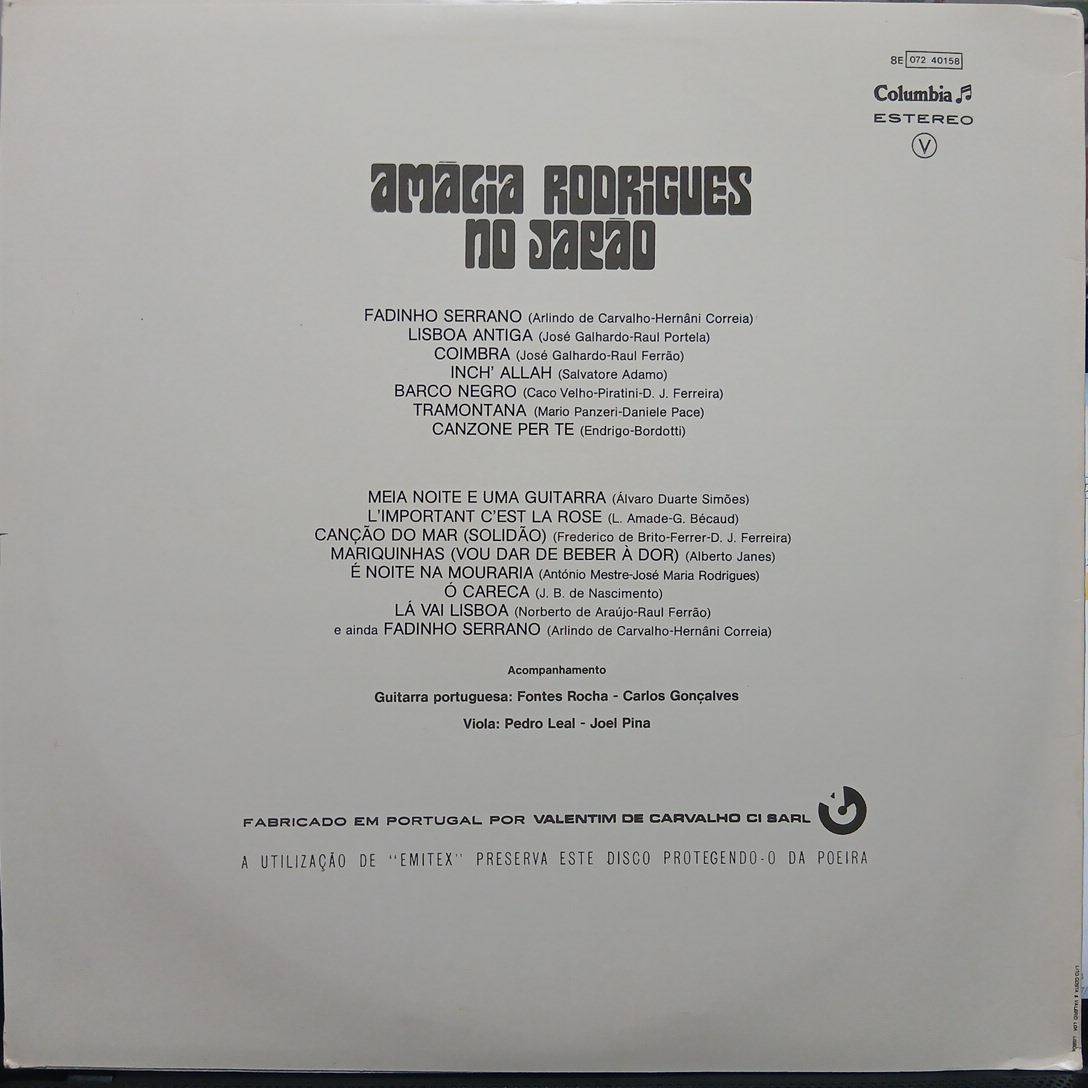 8E 072 40158
Columbia
ESTEREO
V
AMÁLIA RODRIGUES
NO JAPÃO
FADINHO SERRANO (Arlindo de Carvalho-Hernâni Correia)
LISBOA ANTIGA (José Galhardo-Raul Portela)
COIMBRA (José Galhardo-Raul Ferrão)
INCH' ALLAH (Salvatore Adamo)
BARCO NEGRO (Caco Velho-Piratini-D. J. Ferreira)
TRAMONTANA (Mario Panzeri-Daniele Pace)
CANZONE PER TE (Endrigo-Bordotti)
MEIA NOITE E UMA GUITARRA (Álvaro Duarte Simões)
L'IMPORTANT C'EST LA ROSE (L. Amade-G. Bécaud)
CANÇÃO DO MAR (SOLIDÃO) (Frederico de Brito-Ferrer-D. J. Ferreira)
MARIQUINHAS (VOU DAR DE BEBER À DOR) (Alberto Janes)
É NOITE NA MOURARIA (António Mestre-José Maria Rodrigues)
Ó CARECA (J. B. de Nascimento)
LÁ VAI LISBOA (Norberto de Araújo-Raul Ferrão)
e ainda FADINHO SERRANO (Arlindo de Carvalho-Hernâni Correia)
Acompanhamento
Guitarra portuguesa: Fontes Rocha - Carlos Gonçalves
Viola: Pedro Leal - Joel Pina
FABRICADO EM PORTUGAL POR VALENTIM DE CARVALHO CI SARL
A UTILIZAÇÃO DE "EMITEX" PRESERVA ESTE DISCO PROTEGENDO-O DA POEIRA